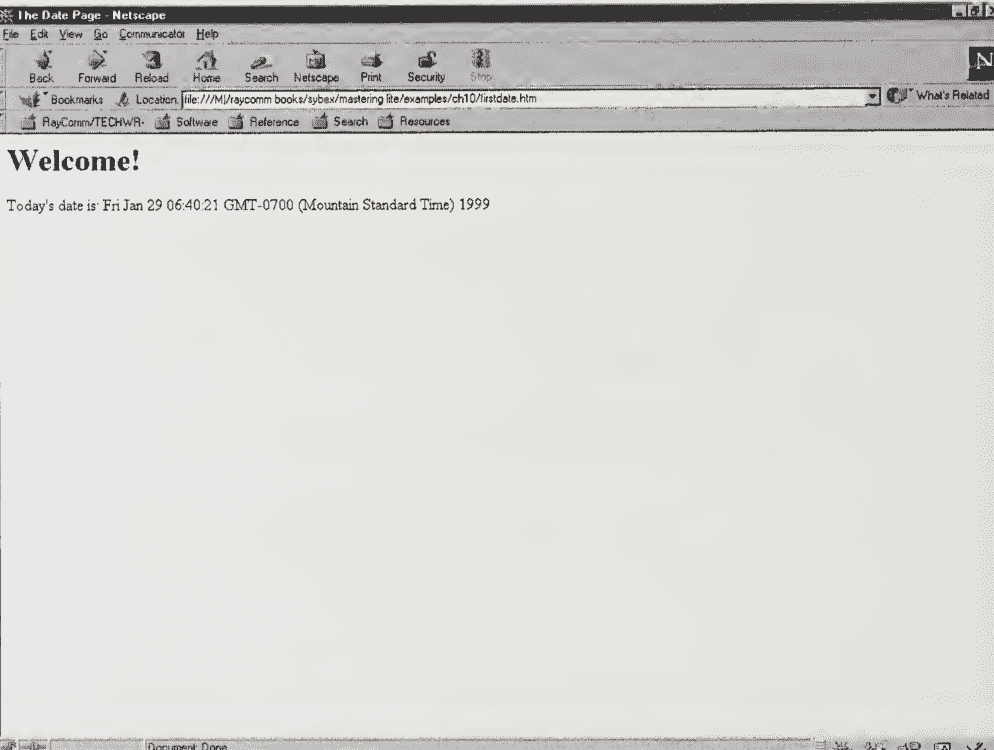 The Date Page - Netscape
File Edit View Go Communicator Help
Back Forward Reload Home Search Netscape Print Security Stop
N
Bookmarks Location: file:///M|/raycomm books/sybex/mastering lite/examples/ch10/firstdate.htm What's Related
RayComm/TECHWR- Software Reference Search Resources
Welcome!
Today's date is: Fri Jan 29 06:40:21 GMT-0700 (Mountain Standard Time) 1999
Document: Done